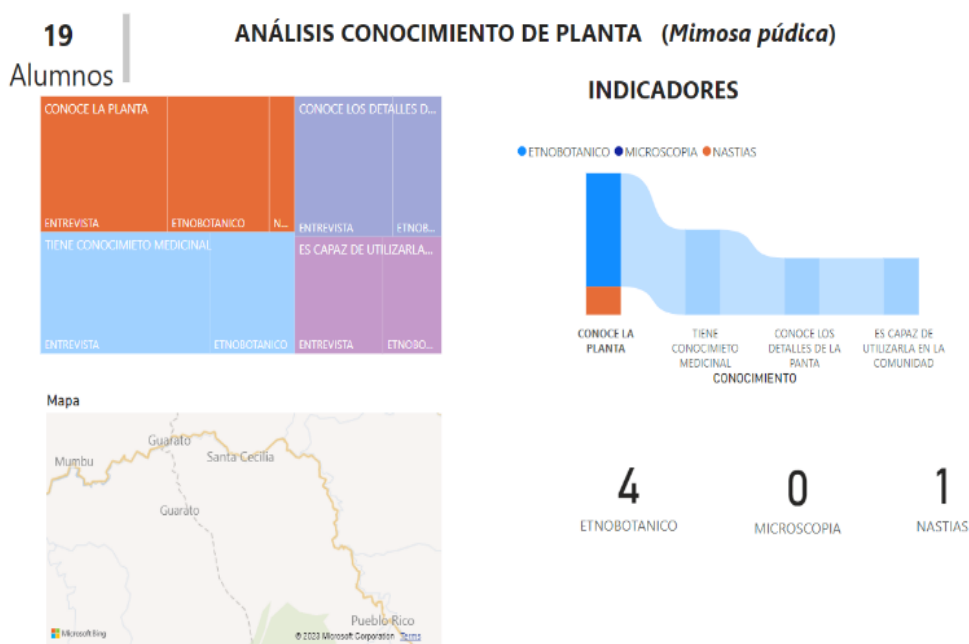 19
Alumnos
ANÁLISIS CONOCIMIENTO DE PLANTA (Mimosa púdica)
CONOCE LA PLANTA
CONOCE LOS DETALLES D...
ENTREVISTA
ETNOBOTANICO
N...
ENTREVISTA
ETNOB...
TIENE CONOCIMIETO MEDICINAL
ES CAPAZ DE UTILIZARLA...
ENTREVISTA
ETNOBOTANICO
ENTREVISTA
ETNOBO...
INDICADORES
ETNOBOTANICO MICROSCOPIA NASTIAS
CONOCE LA
PLANTA
TIENE
CONOCIMIETO
MEDICINAL
CONOCE LOS
DETALLES DE LA
PANTA
ES CAPAZ DE
UTILIZARLA EN LA
COMUNIDAD
CONOCIMIENTO
Mapa
Mumbu
Guarato
Santa Cecilia
Guarato
Pueblo Rico
Microsoft Bing
© 2023 Microsoft Corporation Terms
4
ETNOBOTANICO
0
MICROSCOPIA
1
NASTIAS